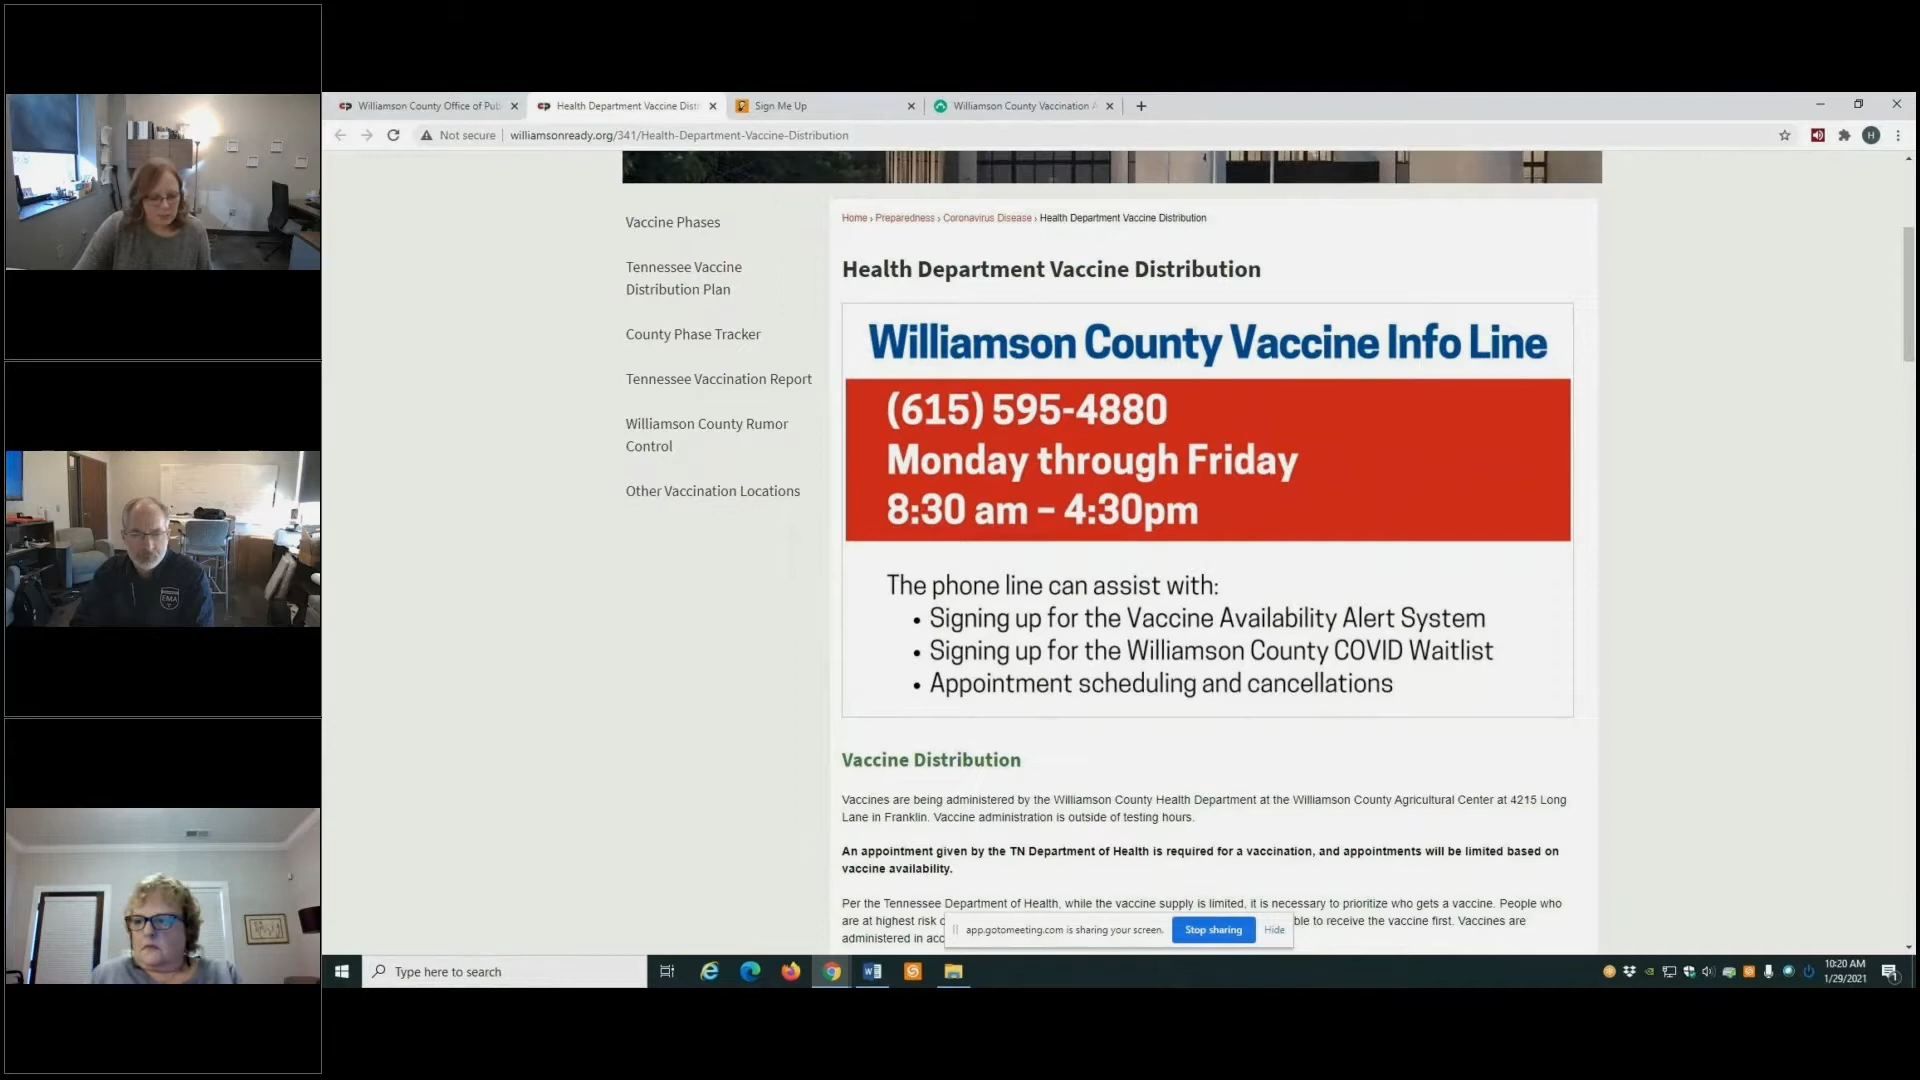 Williamson County Office of Pub
Health Department Vaccine Distr
Sign Me Up
Williamson County Vaccination A
Not secure
williamsonready.org/341/Health-Department-Vaccine-Distribution
H
Vaccine Phases
Tennessee Vaccine
Distribution Plan
County Phase Tracker
Tennessee Vaccination Report
Williamson County Rumor
Control
Other Vaccination Locations
Home › Preparedness › Coronavirus Disease › Health Department Vaccine Distribution
Health Department Vaccine Distribution
Williamson County Vaccine Info Line
(615) 595-4880
Monday through Friday
8:30 am – 4:30pm
The phone line can assist with:
• Signing up for the Vaccine Availability Alert System
• Signing up for the Williamson County COVID Waitlist
• Appointment scheduling and cancellations
Vaccine Distribution
Vaccines are being administered by the Williamson County Health Department at the Williamson County Agricultural Center at 4215 Long
Lane in Franklin. Vaccine administration is outside of testing hours.
An appointment given by the TN Department of Health is required for a vaccination, and appointments will be limited based on
vaccine availability.
Per the Tennessee Department of Health, while the vaccine supply is limited, it is necessary to prioritize who gets a vaccine. People who
are at highest risk
to receive the vaccine first. Vaccines are
administered in
app.gotomeeting.com is sharing your screen.
Stop sharing
Hide
EMA
Type here to search
10:20 AM
1/29/2021